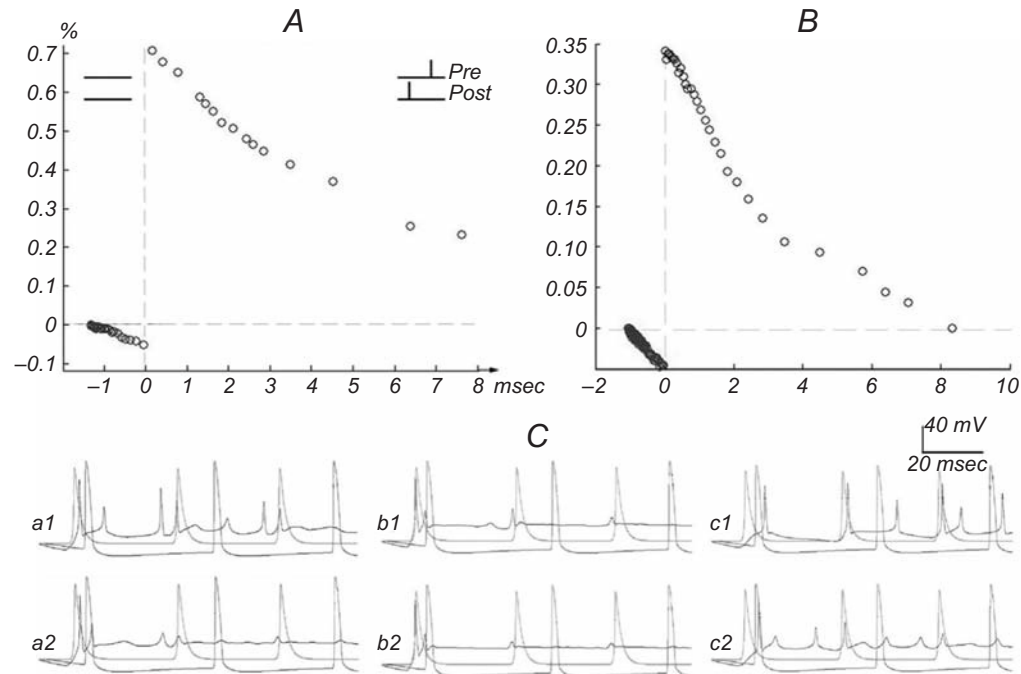 A
B
%
0.7
0.6
0.5
0.4
0.3
0.2
0.1
0
–0.1
–1 0 1 2 3 4 5 6 7 8 msec
Pre
Post
0.35
0.30
0.25
0.20
0.15
0.10
0.05
0
–2 0 2 4 6 8 10
C
40 mV
20 msec
a1
b1
c1
a2
b2
c2